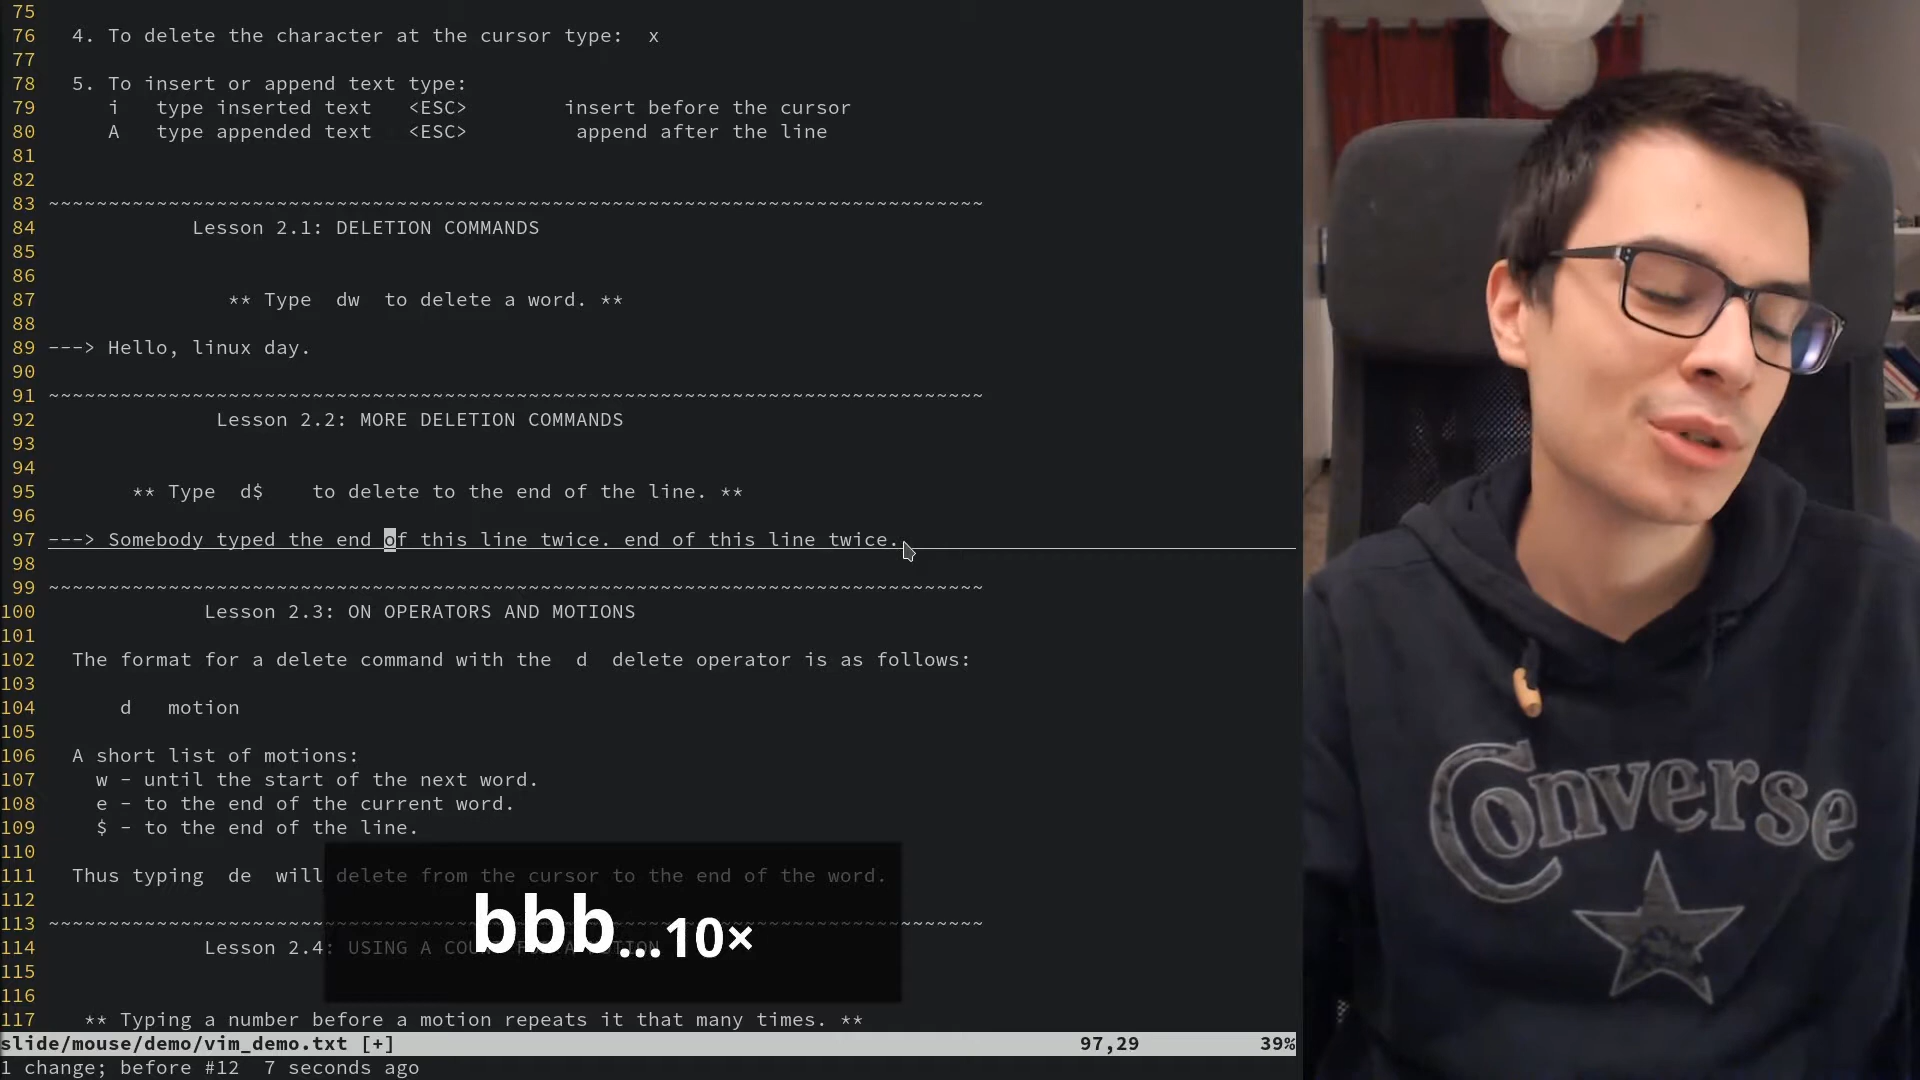 75
76   4. To delete the character at the cursor type:  x
77
78   5. To insert or append text type:
79      i   type inserted text   <ESC>        insert before the cursor
80      A   type appended text   <ESC>         append after the line
81
82
83 ~~~~~~~~~~~~~~~~~~~~~~~~~~~~~~~~~~~~~~~~~~~~~~~~~~~~~~~~~~~~~~~~~~~~~~~~~~~~~~
84             Lesson 2.1: DELETION COMMANDS
85
86
87                ** Type  dw  to delete a word. **
88
89 ---> Hello, linux day.
90
91 ~~~~~~~~~~~~~~~~~~~~~~~~~~~~~~~~~~~~~~~~~~~~~~~~~~~~~~~~~~~~~~~~~~~~~~~~~~~~~~
92               Lesson 2.2: MORE DELETION COMMANDS
93
94
95        ** Type  d$    to delete to the end of the line. **
96
97 ---> Somebody typed the end of this line twice. end of this line twice.
98
99 ~~~~~~~~~~~~~~~~~~~~~~~~~~~~~~~~~~~~~~~~~~~~~~~~~~~~~~~~~~~~~~~~~~~~~~~~~~~~~~
100              Lesson 2.3: ON OPERATORS AND MOTIONS
101
102   The format for a delete command with the  d  delete operator is as follows:
103
104       d   motion
105
106   A short list of motions:
107     w - until the start of the next word.
108     e - to the end of the current word.
109     $ - to the end of the line.
110
111   Thus typing  de  will delete from the cursor to the end of the word.
112
113 ~~~~~~~~~~~~~~~~~~~~~~~~~~~~~~~~~~~~~~~~~~~~~~~~~~~~~~~~~~~~~~~~~~~~~~~~~~~~~~
bbb...10×
114              Lesson 2.4: USING A
115
116
117    ** Typing a number before a motion repeats it that many times. **
slide/mouse/demo/vim_demo.txt [+] 97,29 39%
1 change; before #12  7 seconds ago
Converse